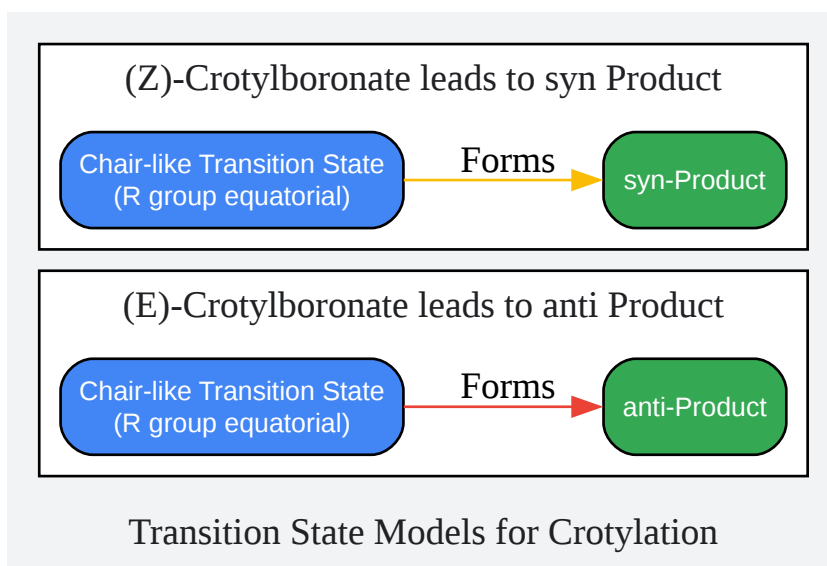 (Z)-Crotylboronate leads to syn Product
Chair-like Transition State
(R group equatorial)
Forms
syn-Product
(E)-Crotylboronate leads to anti Product
Chair-like Transition State
(R group equatorial)
Forms
anti-Product
Transition State Models for Crotylation